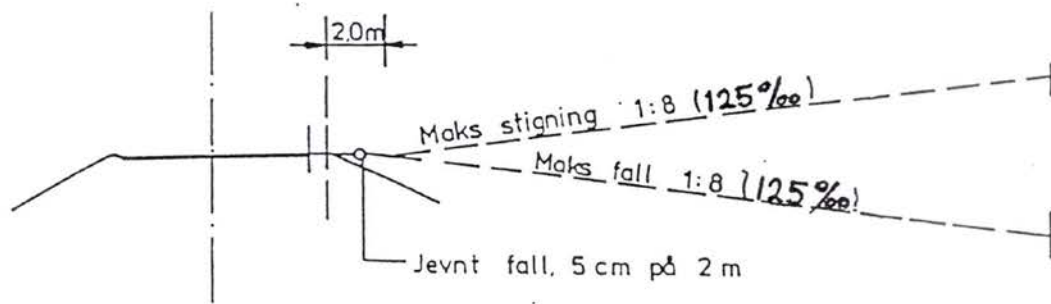 2,0m
Maks stigning 1:8 (125‰)
Maks fall 1:8 (125‰)
Jevnt fall, 5 cm på 2 m